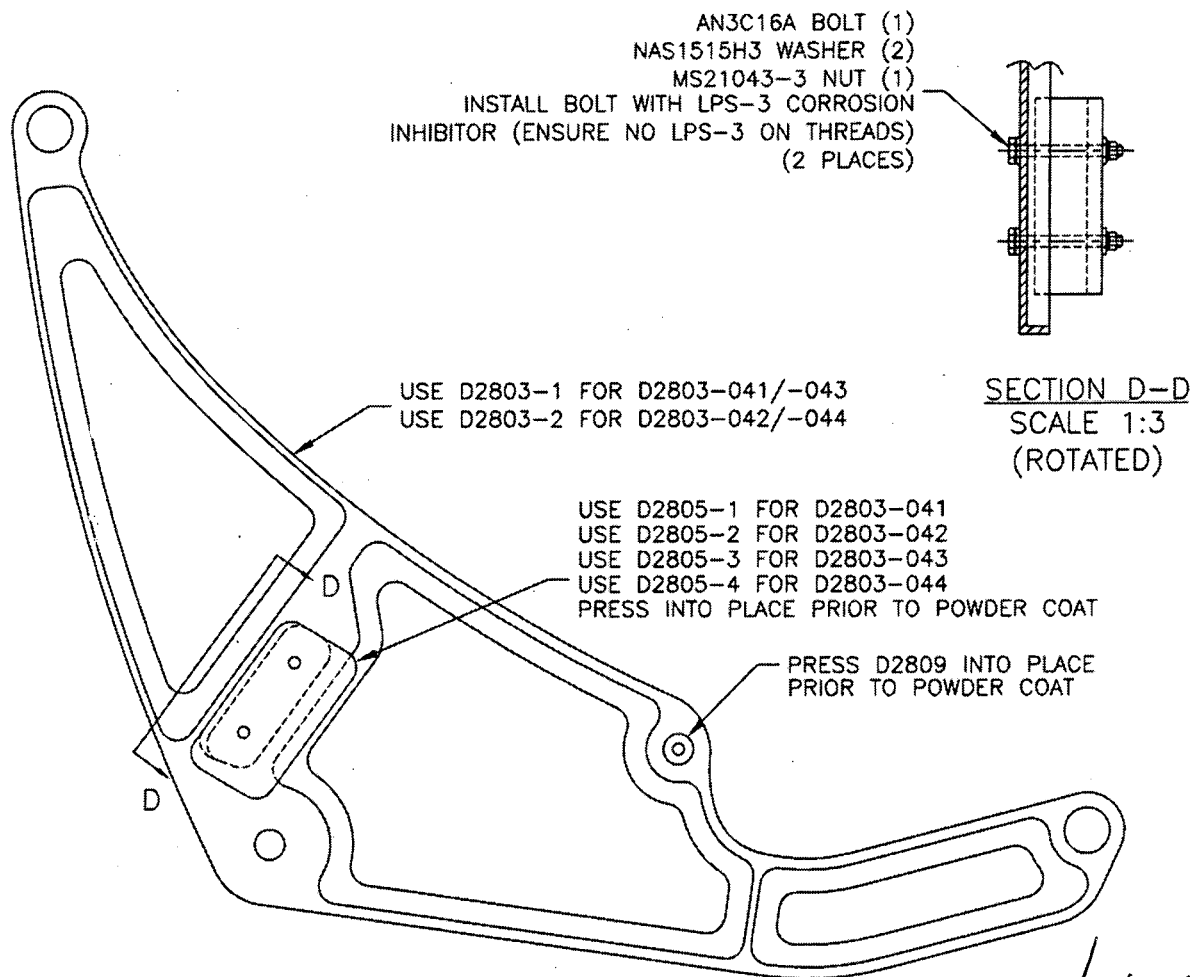 AN3C16A BOLT (1)
NAS1515H3 WASHER (2)
MS21043-3 NUT (1)
INSTALL BOLT WITH LPS-3 CORROSION
INHIBITOR (ENSURE NO LPS-3 ON THREADS)
(2 PLACES)
SECTION D-D
SCALE 1:3
(ROTATED)
USE D2803-1 FOR D2803-041/-043
USE D2803-2 FOR D2803-042/-044
USE D2805-1 FOR D2803-041
USE D2805-2 FOR D2803-042
USE D2805-3 FOR D2803-043
USE D2805-4 FOR D2803-044
PRESS INTO PLACE PRIOR TO POWDER COAT
D
PRESS D2809 INTO PLACE
PRIOR TO POWDER COAT
D